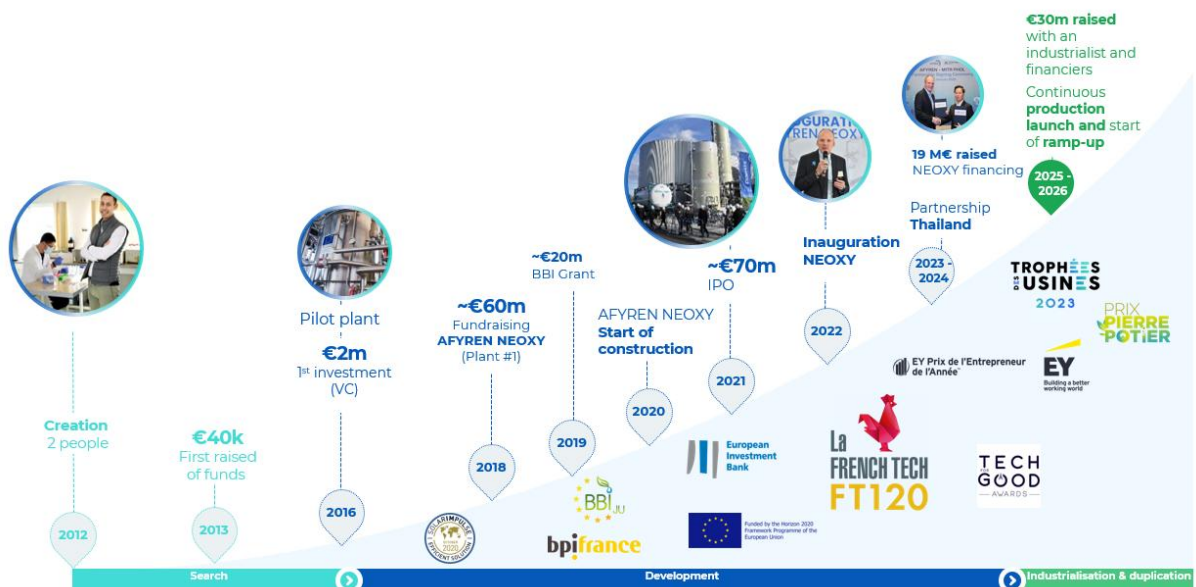 Creation
2 people
2012
€40k
First raised
of funds
2013
Pilot plant
€2m
1st investment
(VC)
2016
~€60m
Fundraising
AFYREN NEOXY
(Plant #1)
2018
~€20m
BBI Grant
2019
AFYREN NEOXY
Start of
construction
2020
~€70m
IPO
2021
Inauguration
NEOXY
2022
19 M€ raised
NEOXY financing
Partnership
Thailand
2023 -
2024
€30m raised
with an
industrialist and
financiers
Continuous
production
launch and start
of ramp-up
2025 -
2026
SOLARIMPULSE
EFFICIENT SOLUTION
2020
BBI JU
bpifrance
European
Investment
Bank
Funded by the Horizon 2020
Framework Programme of the
European Union
La
FRENCH TECH
FT120
TROPHÉES
DES USINES
2023
PRIX
PIERRE
POTIER
EY Prix de l'Entrepreneur
de l'Année
EY
Building a better
working world
TECH
GOOD
AWARDS
Search
Development
Industrialisation & duplication